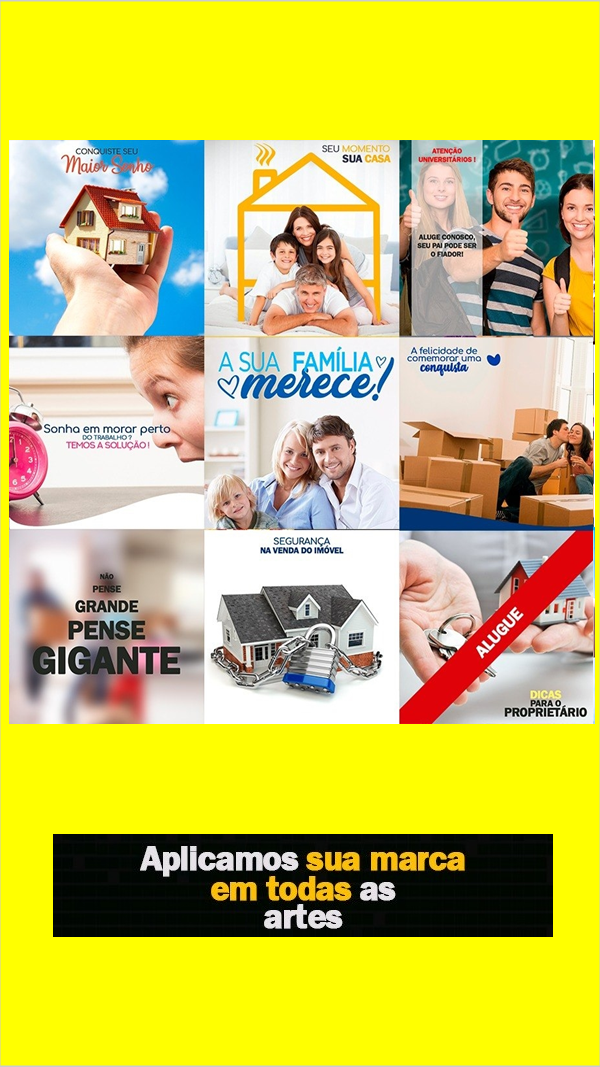 CONQUISTE SEU
Maior Sonho
SEU MOMENTO
SUA CASA
ATENÇÃO
UNIVERSITÁRIOS !
ALUGE CONOSCO,
SEU PAI PODE SER
O FIADOR!
Sonha em morar perto
DO TRABALHO ?
TEMOS A SOLUÇÃO !
A SUA FAMÍLIA
merece!
A felicidade de
comemorar uma
conquista
NÃO
PENSE
GRANDE
PENSE
GIGANTE
SEGURANÇA
NA VENDA DO IMÓVEL
ALUGUE
DICAS
PARA O
PROPRIETÁRIO
Aplicamos sua marca
em todas as
artes